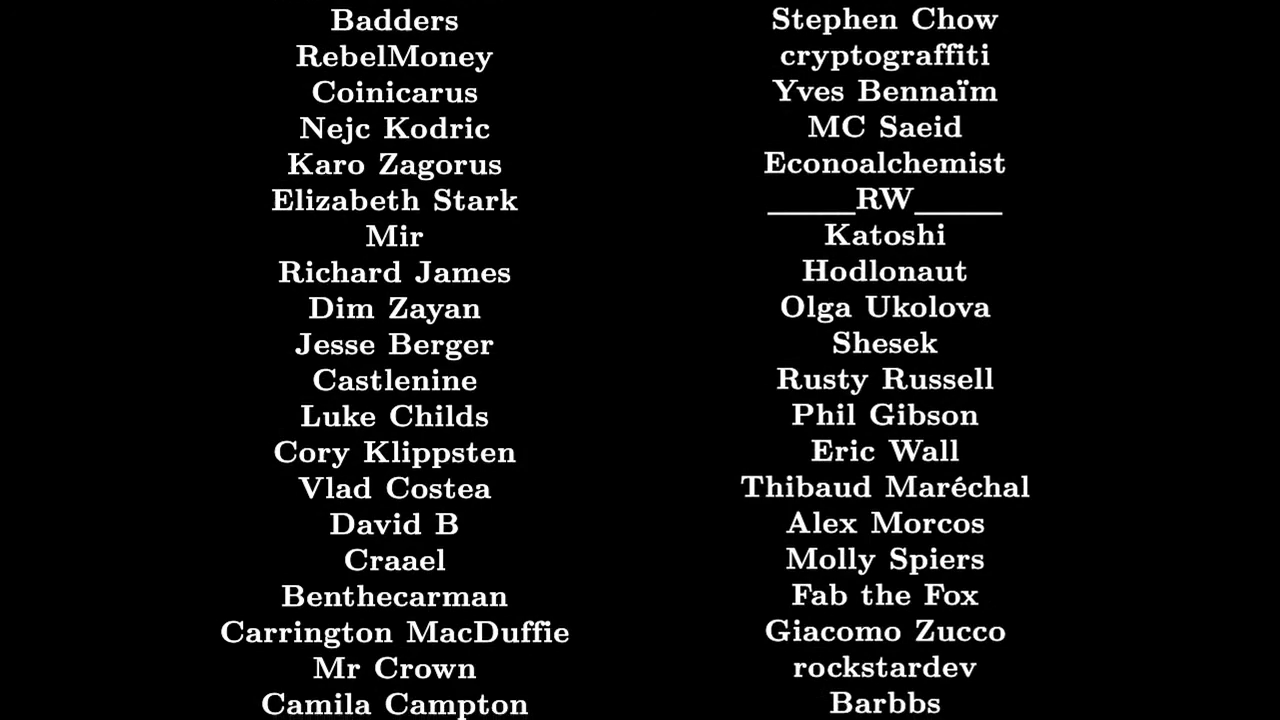 Badders
RebelMoney
Coinicarus
Nejc Kodric
Karo Zagorus
Elizabeth Stark
Mir
Richard James
Dim Zayan
Jesse Berger
Castlenine
Luke Childs
Cory Klippsten
Vlad Costea
David B
Craael
Benthecarman
Carrington MacDuffie
Mr Crown
Camila Campton
Stephen Chow
cryptograffiti
Yves Bennaïm
MC Saeid
Econoalchemist
_____RW_____
Katoshi
Hodlonaut
Olga Ukolova
Shesek
Rusty Russell
Phil Gibson
Eric Wall
Thibaud Maréchal
Alex Morcos
Molly Spiers
Fab the Fox
Giacomo Zucco
rockstardev
Barbbs